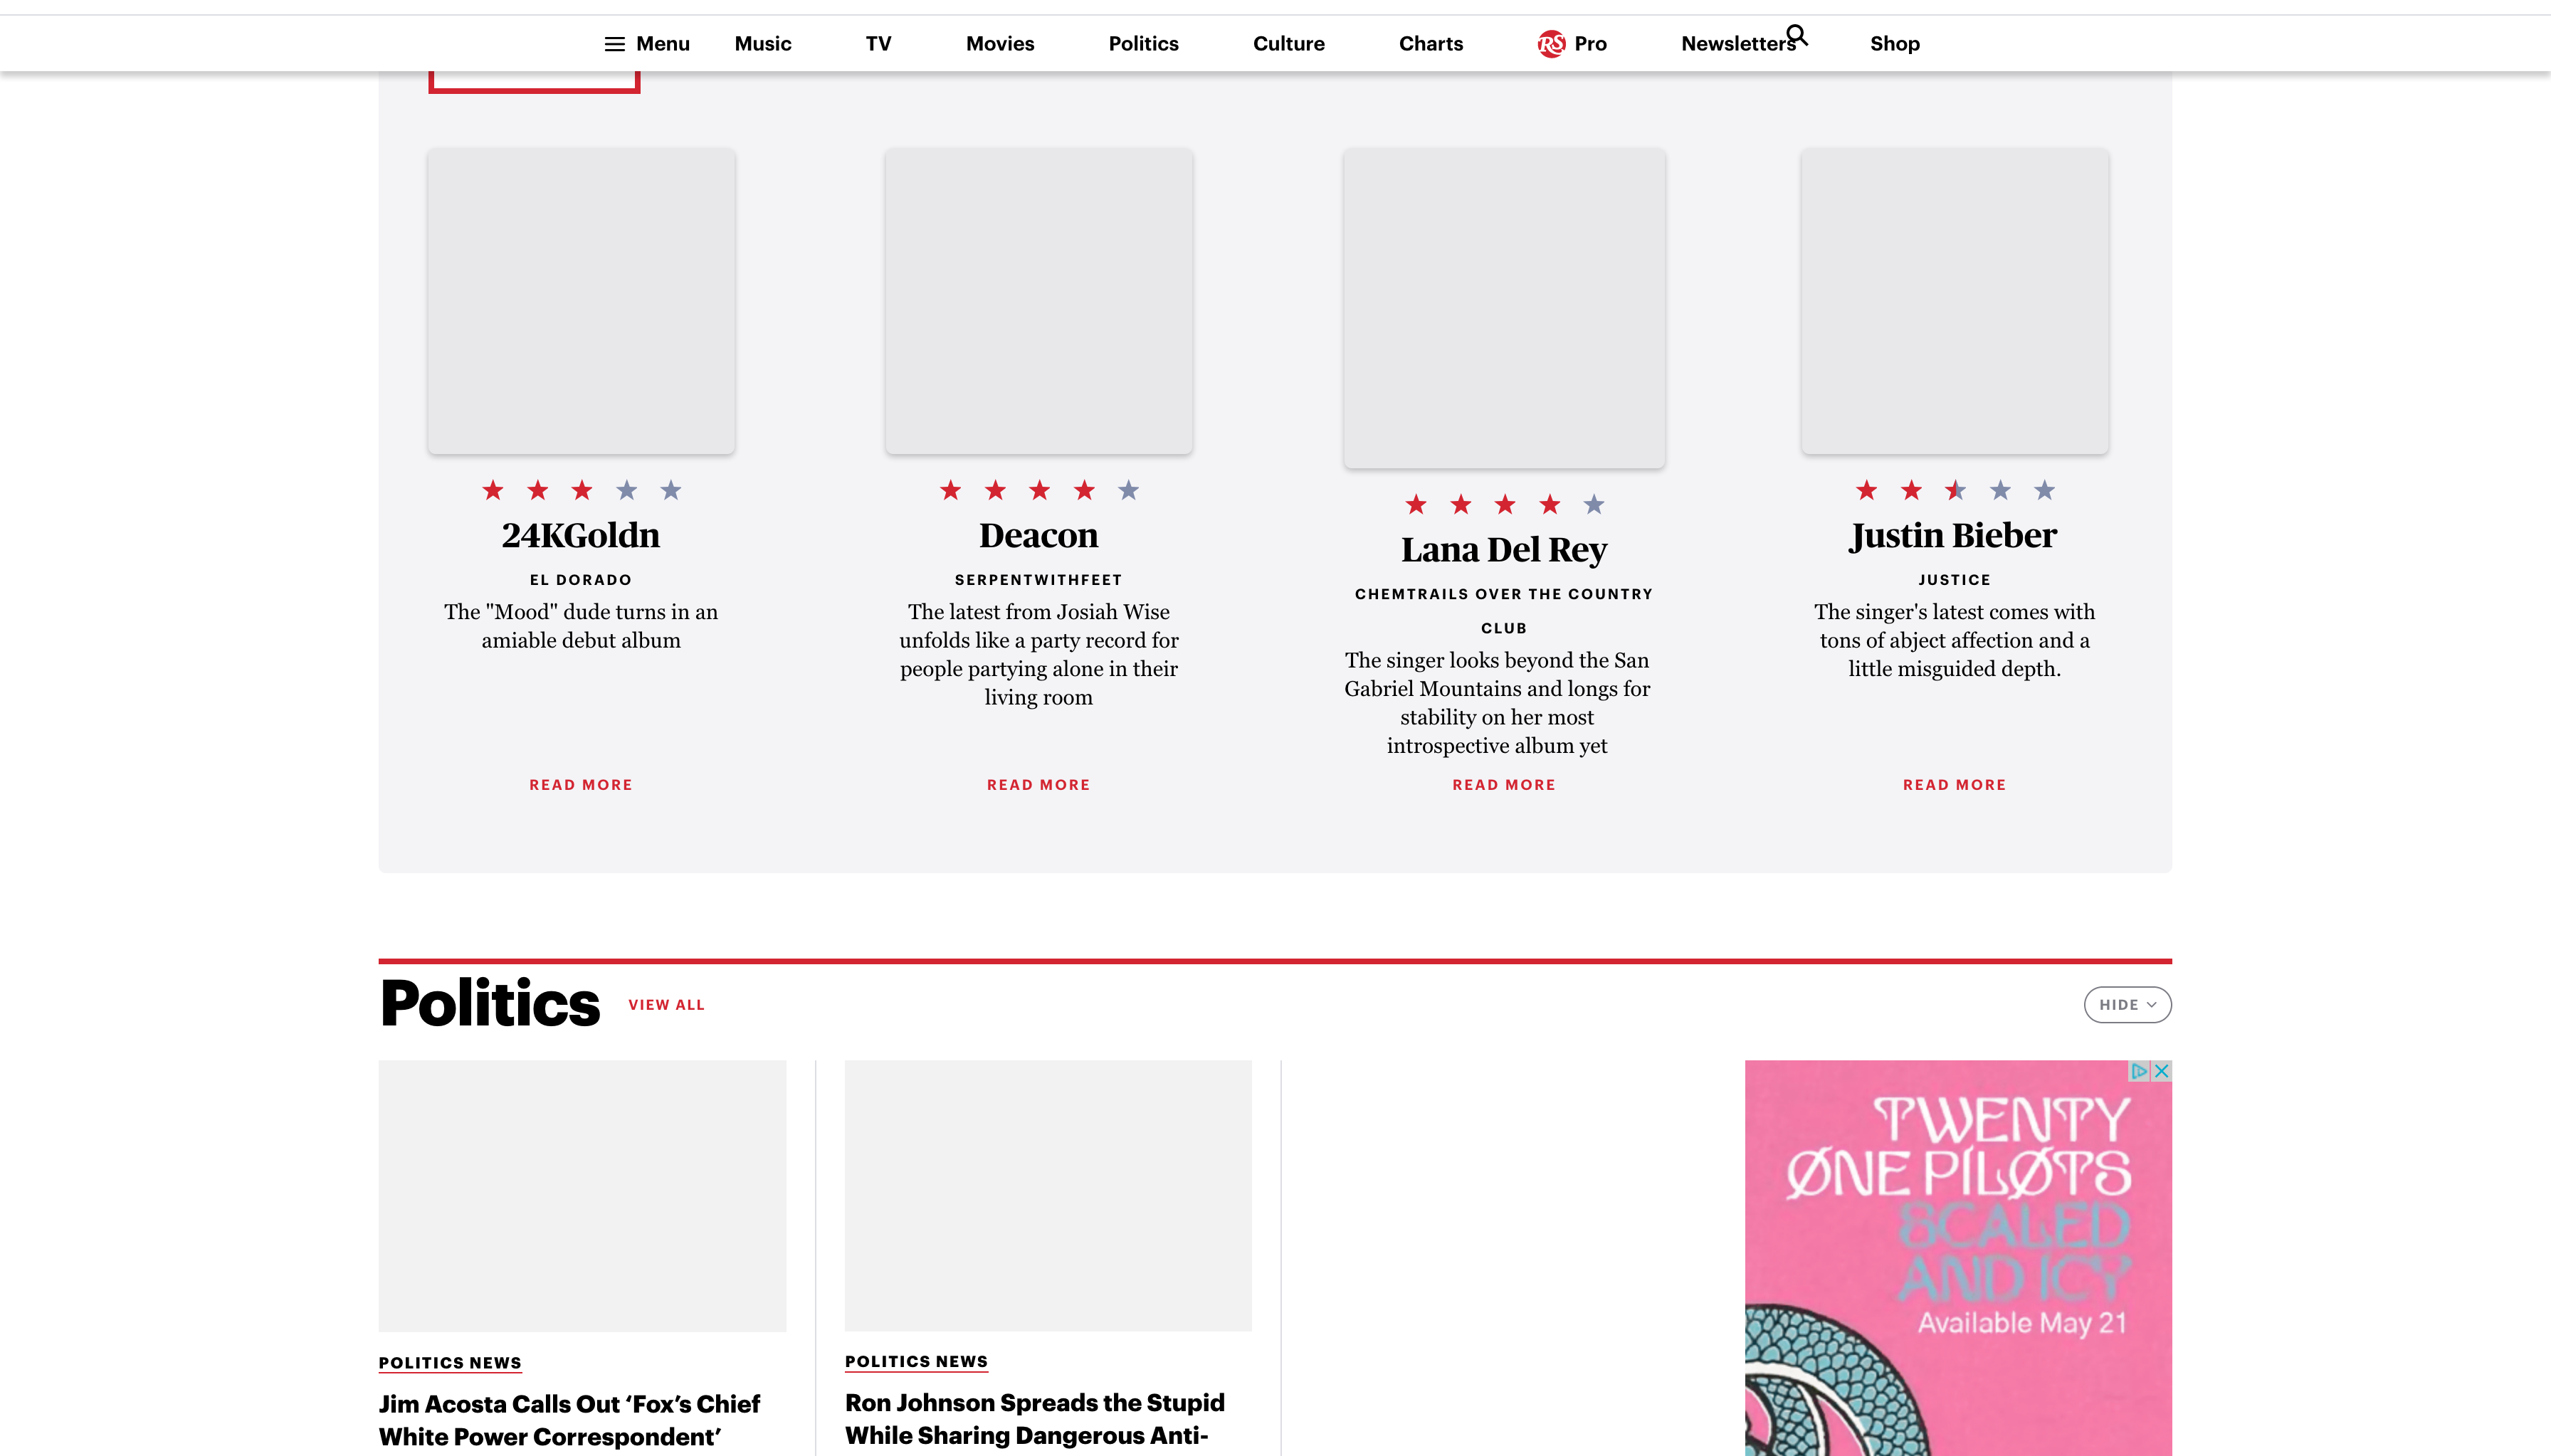 Menu Music TV Movies Politics Culture Charts RS Pro Newsletters Shop
24KGoldn
EL DORADO
The "Mood" dude turns in an
amiable debut album
READ MORE
Deacon
SERPENTWITHFEET
The latest from Josiah Wise
unfolds like a party record for
people partying alone in their
living room
READ MORE
Lana Del Rey
CHEMTRAILS OVER THE COUNTRY
CLUB
The singer looks beyond the San
Gabriel Mountains and longs for
stability on her most
introspective album yet
READ MORE
Justin Bieber
JUSTICE
The singer's latest comes with
tons of abject affection and a
little misguided depth.
READ MORE
Politics VIEW ALL
HIDE
POLITICS NEWS
Jim Acosta Calls Out ‘Fox’s Chief
White Power Correspondent’
POLITICS NEWS
Ron Johnson Spreads the Stupid
While Sharing Dangerous Anti-
TWENTY
ØNE PILØTS
SCALED
AND ICY
Available May 21